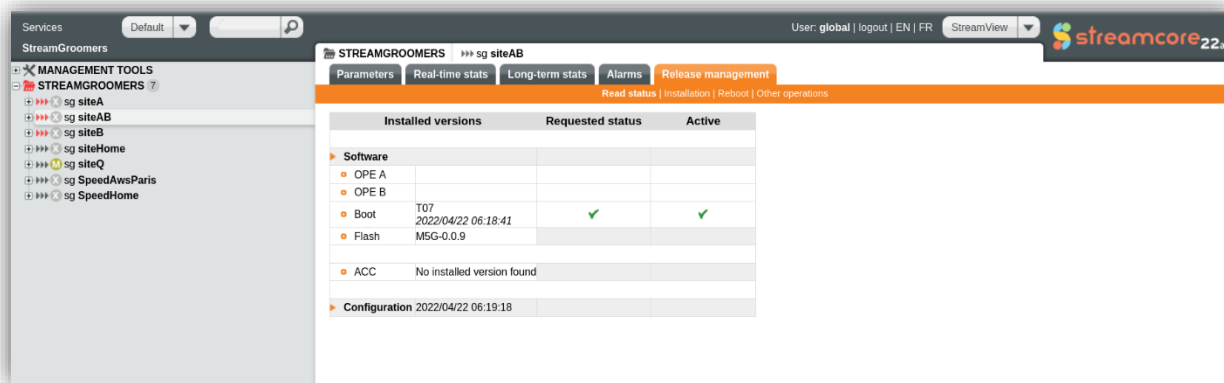 Services Default User: global | logout | EN | FR StreamView
streamcore22a
StreamGroomers
STREAMGROOMERS sg siteAB
MANAGEMENT TOOLS
STREAMGROOMERS 7
sg siteA
sg siteAB
sg siteB
sg siteHome
M sg siteQ
sg SpeedAwsParis
sg SpeedHome
Parameters Real-time stats Long-term stats Alarms Release management
Read status | Installation | Reboot | Other operations
Installed versions Requested status Active
Software
OPE A
OPE B
Boot T07
2022/04/22 06:18:41
Flash M5G-0.0.9
ACC No installed version found
Configuration 2022/04/22 06:19:18